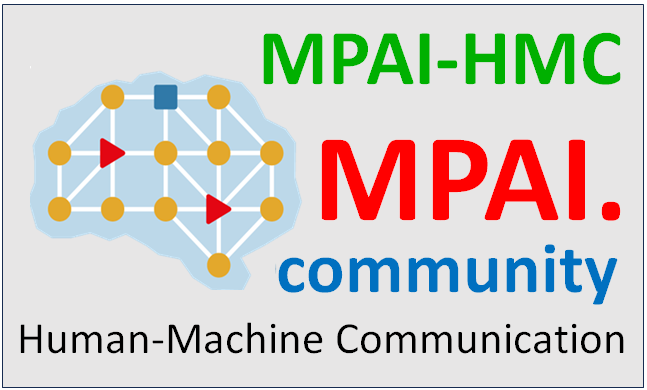 MPAI-HMC
MPAI.
community
Human-Machine Communication